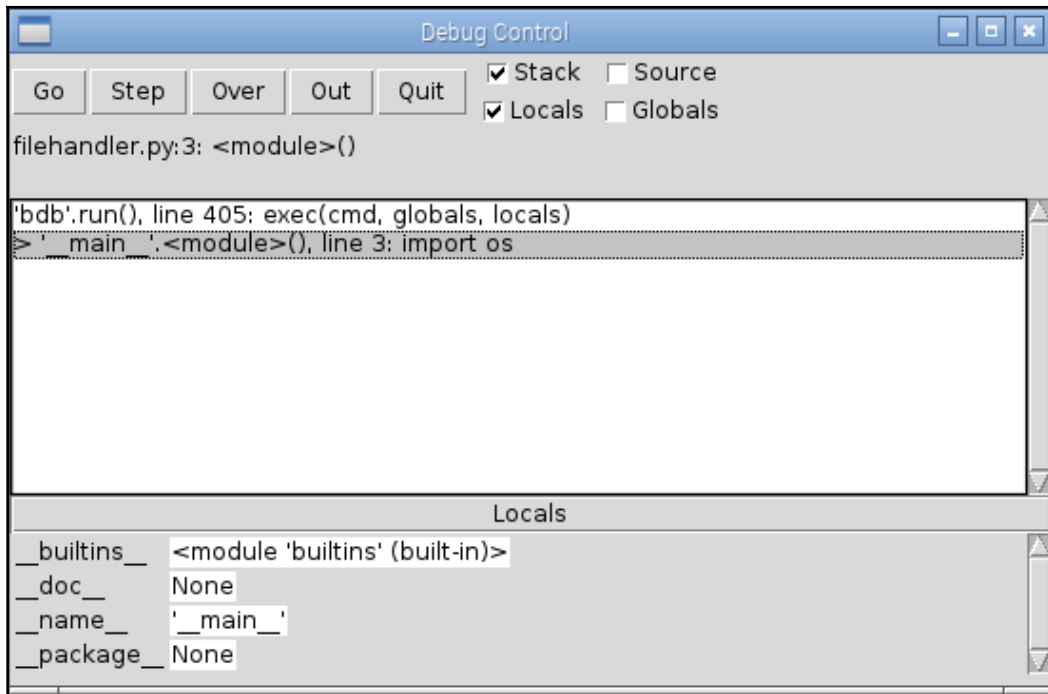 Debug Control
Go Step Over Out Quit Stack Source
Locals Globals
filehandler.py:3: <module>()
'bdb'.run(), line 405: exec(cmd, globals, locals)
> '__main__'.<module>(), line 3: import os
Locals
__builtins__ <module 'builtins' (built-in)>
__doc__ None
__name__ '__main__'
__package__ None